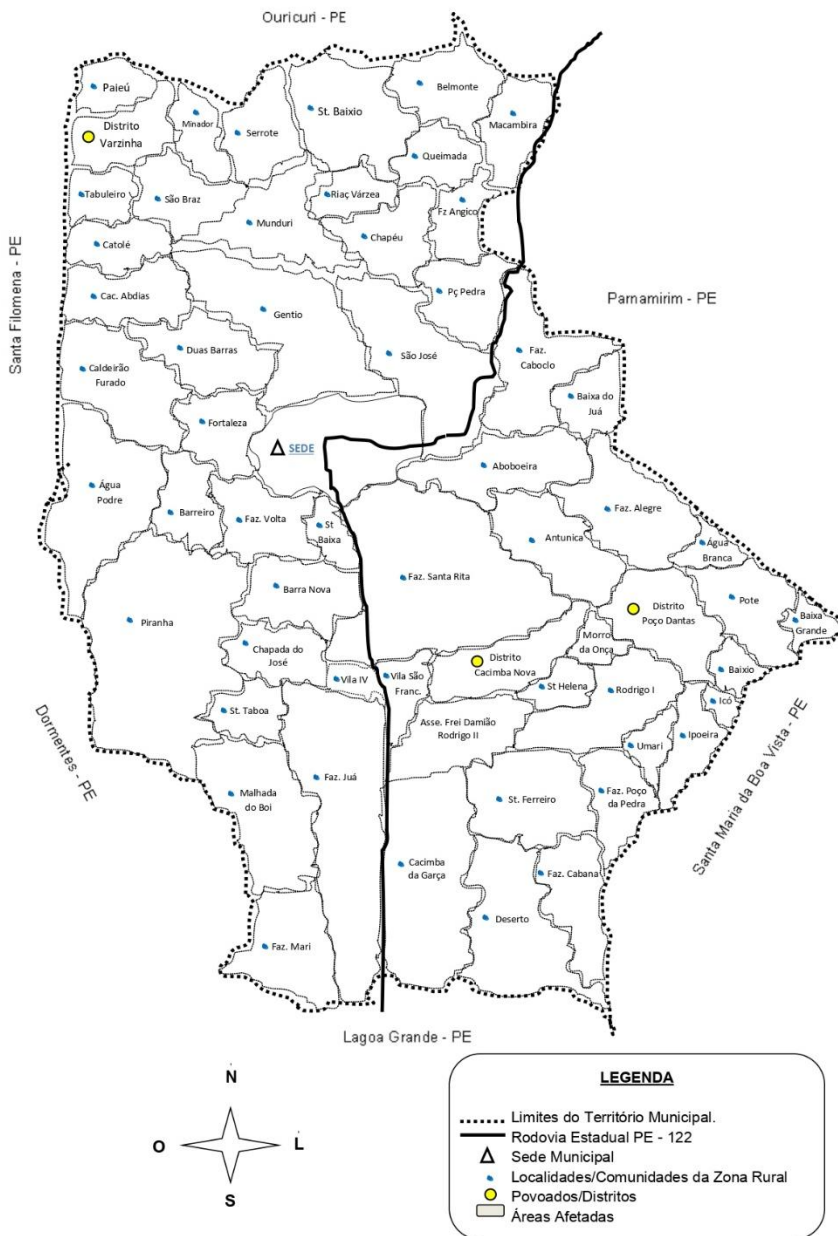 Ouricuri - PE
Paieú
Belmonte
St. Baixio
Macambira
Distrito
Varzinha
Minador
Serrote
Queimada
Tabuleiro
São Braz
Riaç Várzea
Fz Angico
Munduri
Chapéu
Catolé
Santa Filomena - PE
Pç Pedra
Cac. Abdias
Parnamirim - PE
Gentio
Duas Barras
São José
Faz.
Caboclo
Caldeirão
Furado
Baixa do
Juá
Fortaleza
SEDE
Aboboeira
Água
Podre
Barreiro
Faz. Volta
St
Baixa
Faz. Alegre
Antunica
Água
Branca
Faz. Santa Rita
Barra Nova
Piranha
Distrito
Poço Dantas
Pote
Baixa
Grande
Morro
da Onça
Chapada do
José
Distrito
Cacimba Nova
Vila IV
Vila São
Franc.
Baixio
St Helena
Rodrigo I
Icó
St. Taboa
Asse. Frei Damião
Rodrigo II
Ipoeira
Umari
Dormentes - PE
Santa Maria da Boa Vista - PE
Faz. Juá
Malhada
do Boi
St. Ferreiro
Faz. Poço
da Pedra
Cacimba
da Garça
Faz. Cabana
Deserto
Faz. Mari
Lagoa Grande - PE
N
O
L
S
LEGENDA
Limites do Território Municipal.
Rodovia Estadual PE - 122
Sede Municipal
Localidades/Comunidades da Zona Rural
Povoados/Distritos
Áreas Afetadas